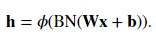 h = ϕ(BN(Wx + b)).